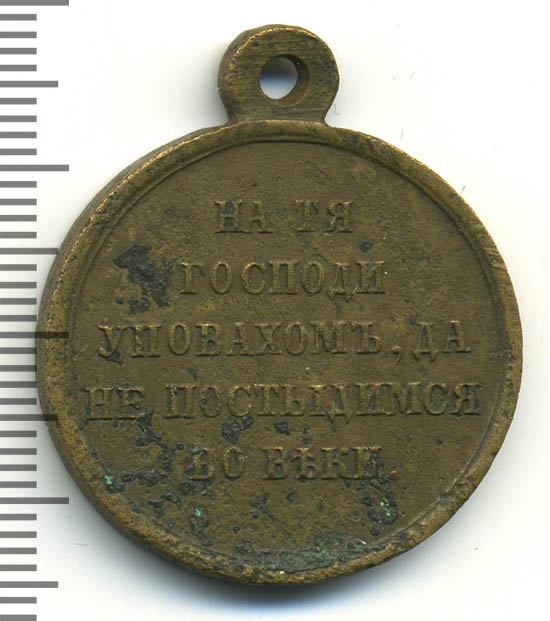 НА ТЯ
ГОСПОДИ
УПОВАХОМЪ, ДА
НЕ ПОСТЫДИМСЯ
ВО ВѢКИ.